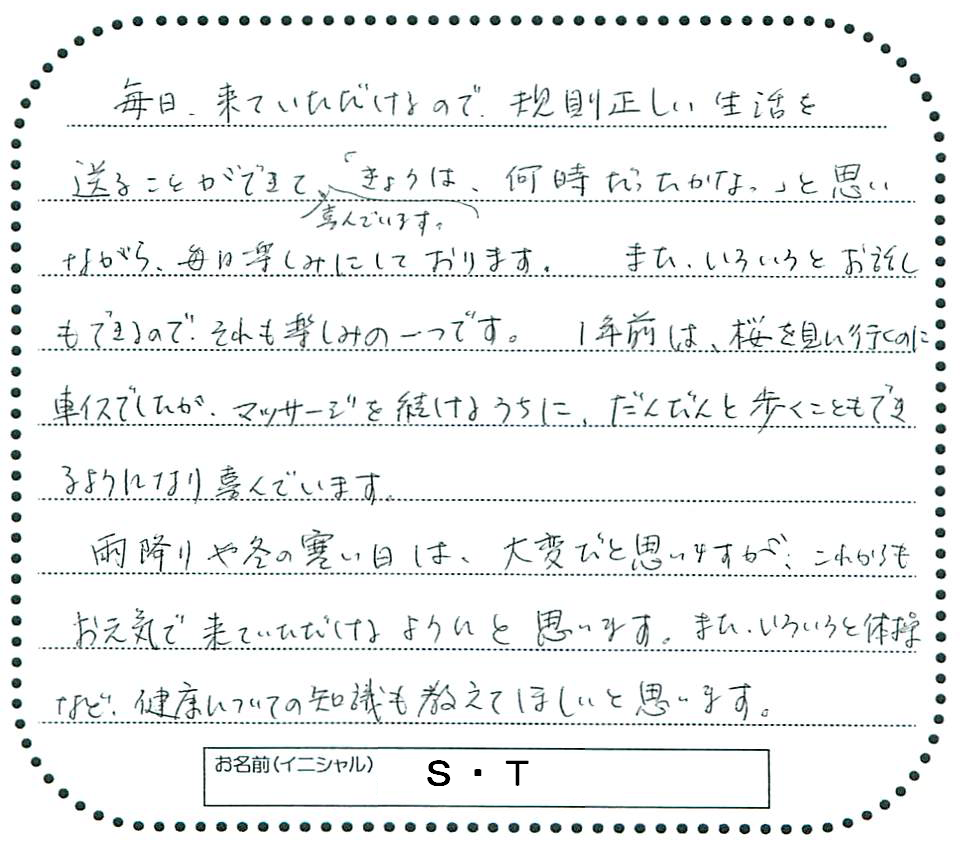 毎日、来ていただけるので、規則正しい生活を
送ることができて、「きょうは、何時だったかな。」と思い
喜んでいます。
ながら、毎日楽しみにしております。　また、いろいろとお話し
もできるので、それも楽しみの一つです。　1年前は、桜を見い行くのに
車イスでしたが、マッサージを続けるうちに、だんだんと歩くこともでき
るようになり喜んでいます。
雨降りや冬の寒い日は、大変だと思いますが、これからも
お元気で来ていただけるようにと思います。また、いろいろと体操
など、健康についての知識も教えてほしいと思います。
お名前(イニシャル)　S・T